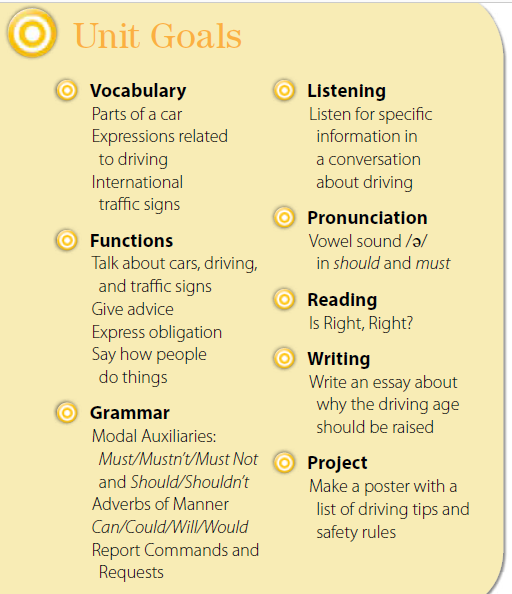 Unit Goals
Vocabulary
Parts of a car
Expressions related
to driving
International
traffic signs
Functions
Talk about cars, driving,
and traffic signs
Give advice
Express obligation
Say how people
do things
Grammar
Modal Auxiliaries:
Must/Mustn't/Must Not
and Should/Shouldn't
Adverbs of Manner
Can/Could/Will/Would
Report Commands and
Requests
Listening
Listen for specific
information in
a conversation
about driving
Pronunciation
Vowel sound /ə/
in should and must
Reading
Is Right, Right?
Writing
Write an essay about
why the driving age
should be raised
Project
Make a poster with a
list of driving tips and
safety rules